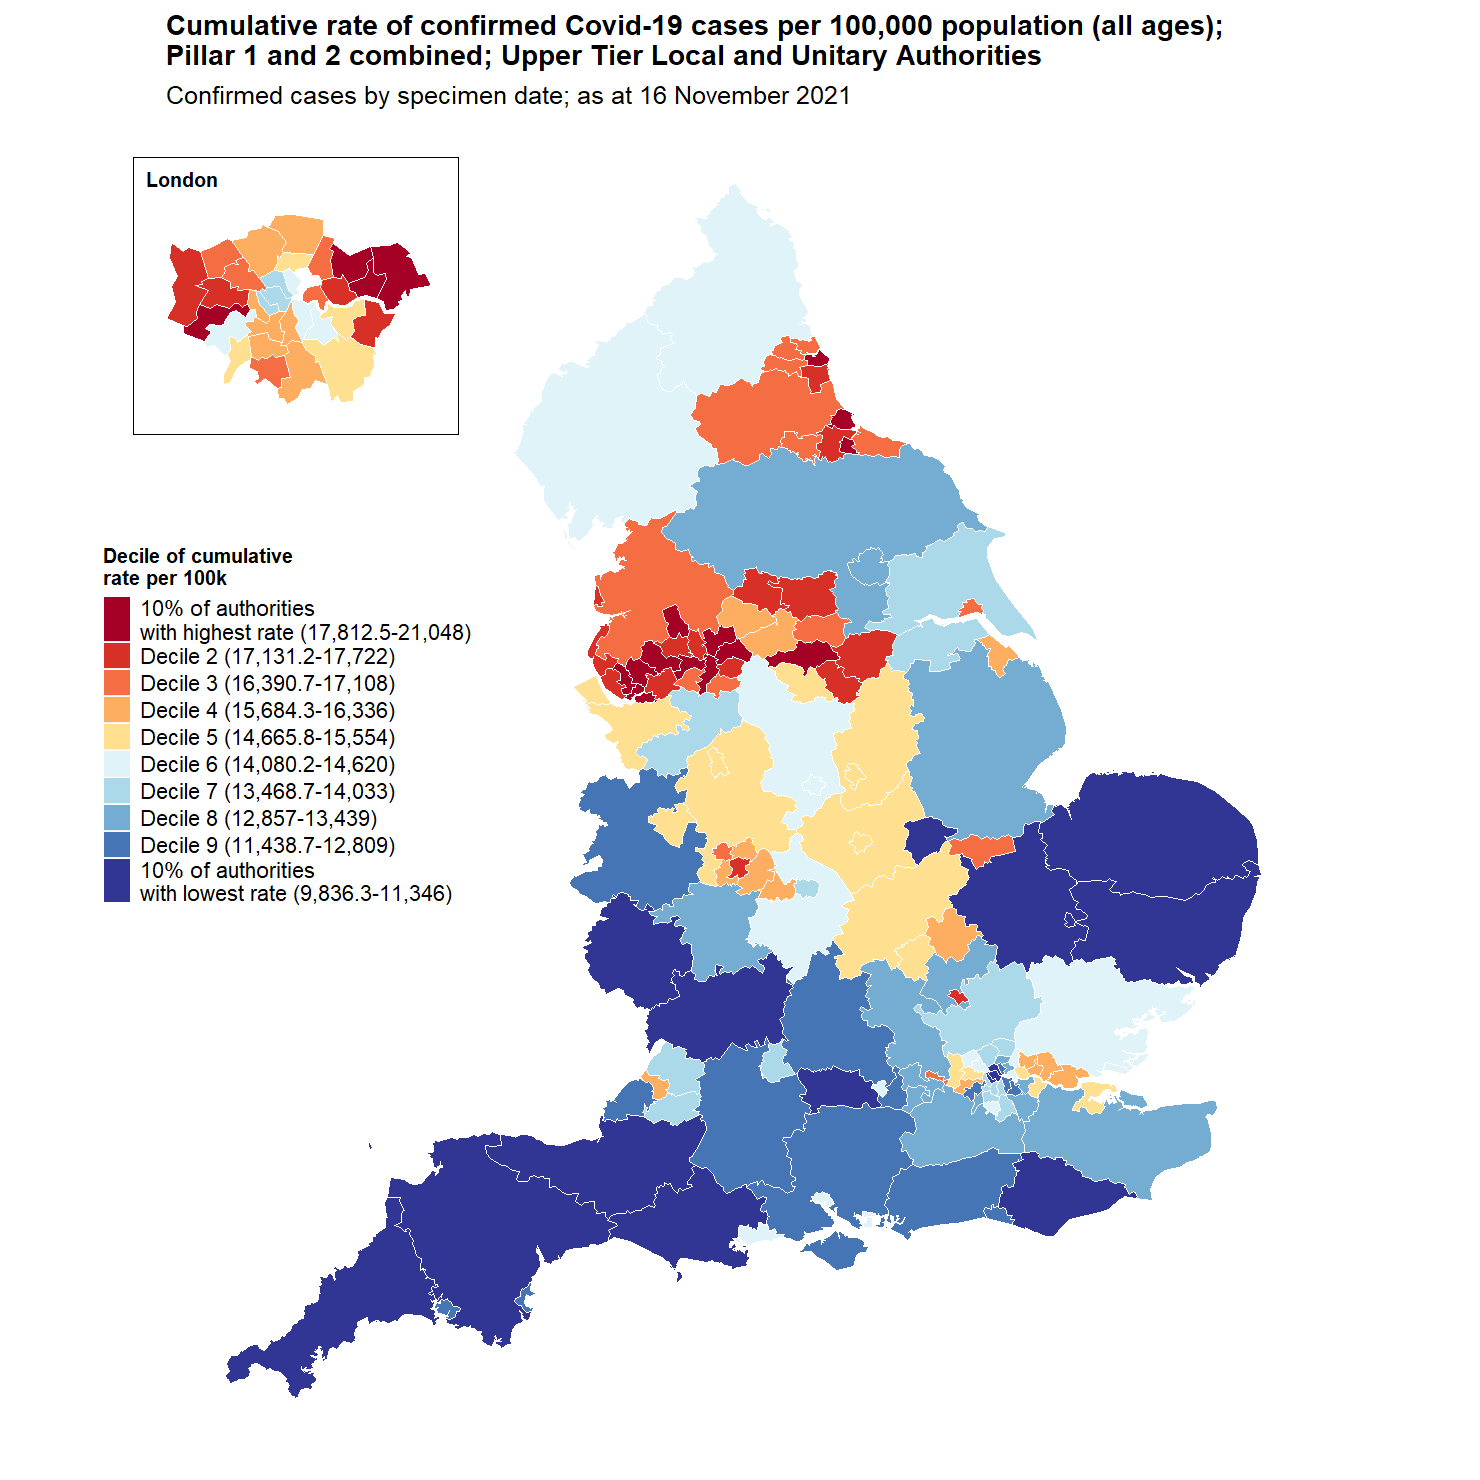 Cumulative rate of confirmed Covid-19 cases per 100,000 population (all ages);
Pillar 1 and 2 combined; Upper Tier Local and Unitary Authorities
Confirmed cases by specimen date; as at 16 November 2021
London
Decile of cumulative
rate per 100k
10% of authorities
with highest rate (17,812.5-21,048)
Decile 2 (17,131.2-17,722)
Decile 3 (16,390.7-17,108)
Decile 4 (15,684.3-16,336)
Decile 5 (14,665.8-15,554)
Decile 6 (14,080.2-14,620)
Decile 7 (13,468.7-14,033)
Decile 8 (12,857-13,439)
Decile 9 (11,438.7-12,809)
10% of authorities
with lowest rate (9,836.3-11,346)